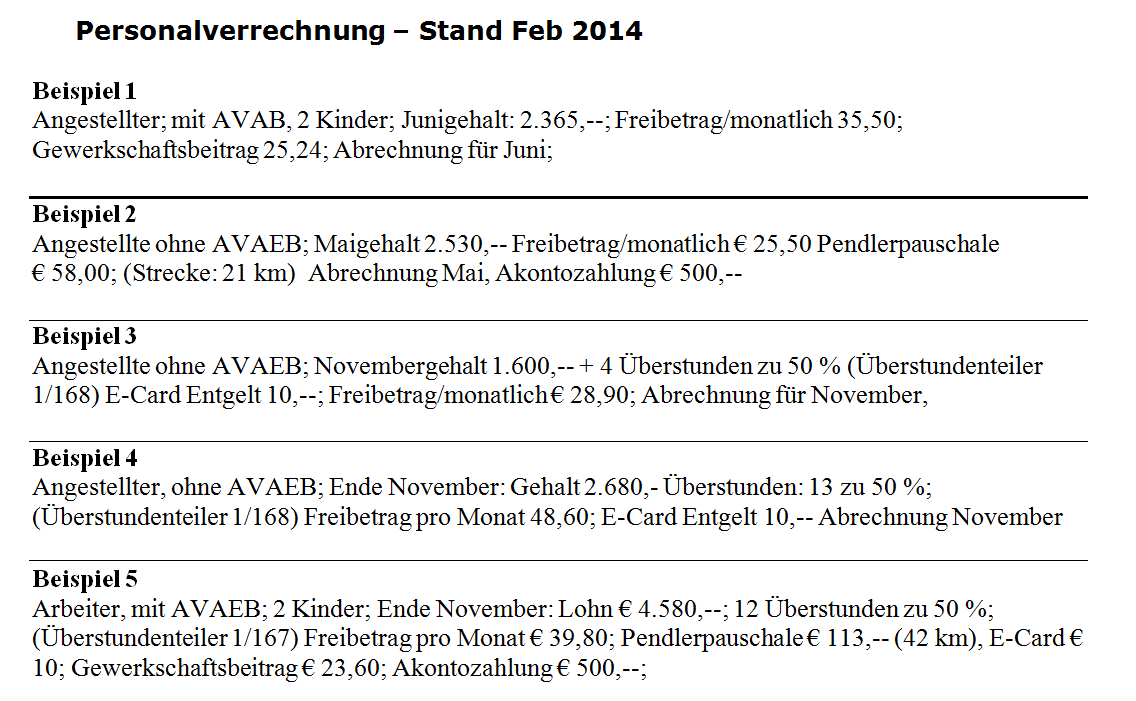 Personalverrechnung – Stand Feb 2014
Beispiel 1
Angestellter; mit AVAB, 2 Kinder; Junigehalt: 2.365,--; Freibetrag/monatlich 35,50;
Gewerkschaftsbeitrag 25,24; Abrechnung für Juni;
Beispiel 2
Angestellte ohne AVAEB; Maigehalt 2.530,-- Freibetrag/monatlich € 25,50 Pendlerpauschale
€ 58,00; (Strecke: 21 km) Abrechnung Mai, Akontozahlung € 500,--
Beispiel 3
Angestellte ohne AVAEB; Novembergehalt 1.600,-- + 4 Überstunden zu 50 % (Überstundenteiler
1/168) E-Card Entgelt 10,--; Freibetrag/monatlich € 28,90; Abrechnung für November,
Beispiel 4
Angestellter, ohne AVAEB; Ende November: Gehalt 2.680,- Überstunden: 13 zu 50 %;
(Überstundenteiler 1/168) Freibetrag pro Monat 48,60; E-Card Entgelt 10,-- Abrechnung November
Beispiel 5
Arbeiter, mit AVAEB; 2 Kinder; Ende November: Lohn € 4.580,--; 12 Überstunden zu 50 %;
(Überstundenteiler 1/167) Freibetrag pro Monat € 39,80; Pendlerpauschale € 113,-- (42 km), E-Card €
10; Gewerkschaftsbeitrag € 23,60; Akontozahlung € 500,--;